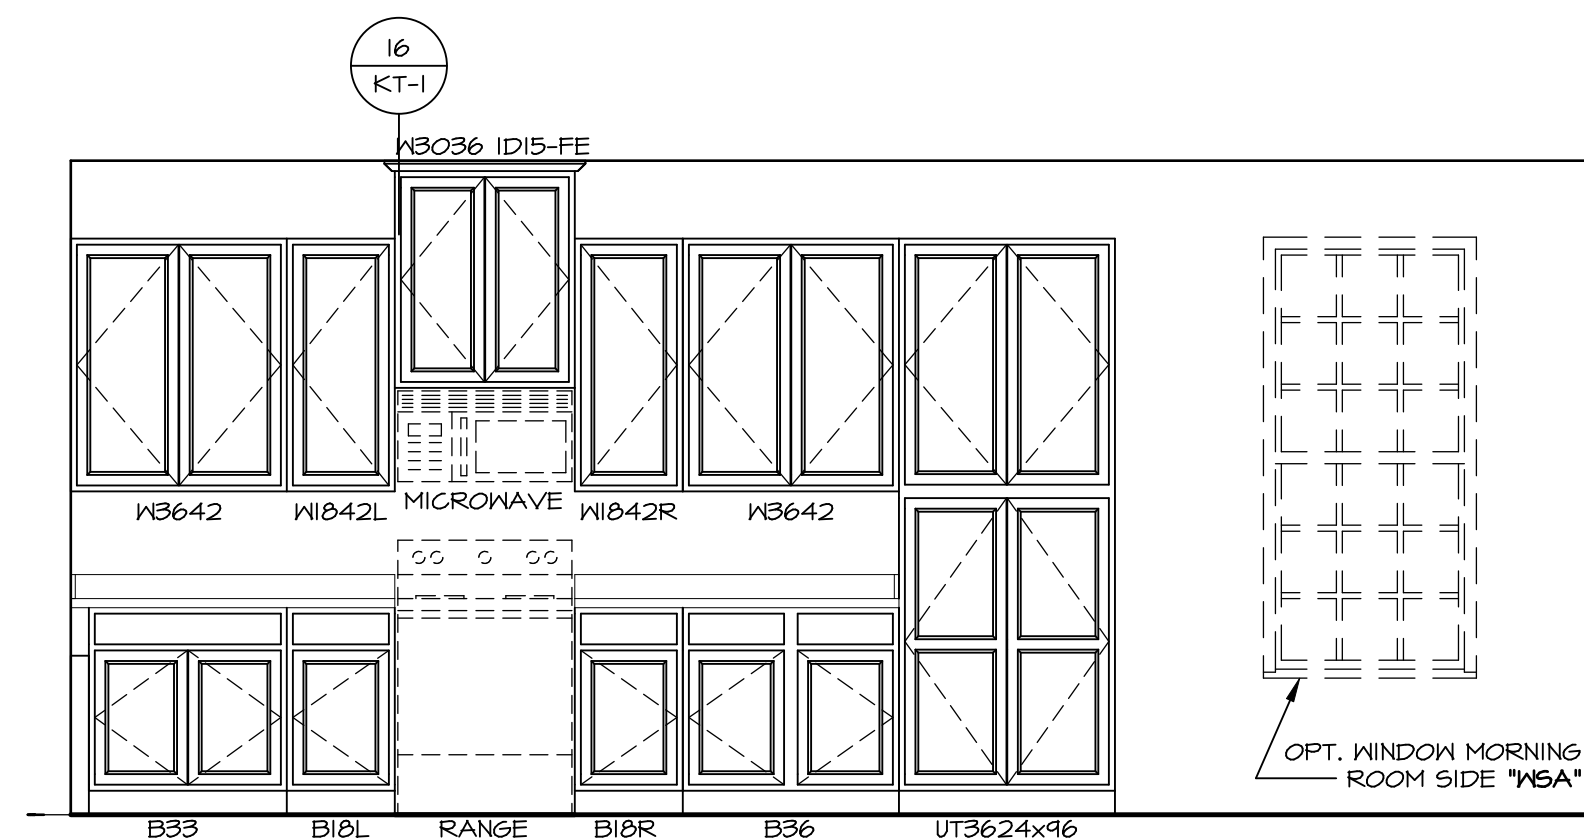 16
KT-1
W3036 1D15-FE
W3642
W1842L
MICROWAVE
W1842R
W3642
OPT. WINDOW MORNING
ROOM SIDE "WSA"
B33
B18L
RANGE
B18R
B36
UT3624x96